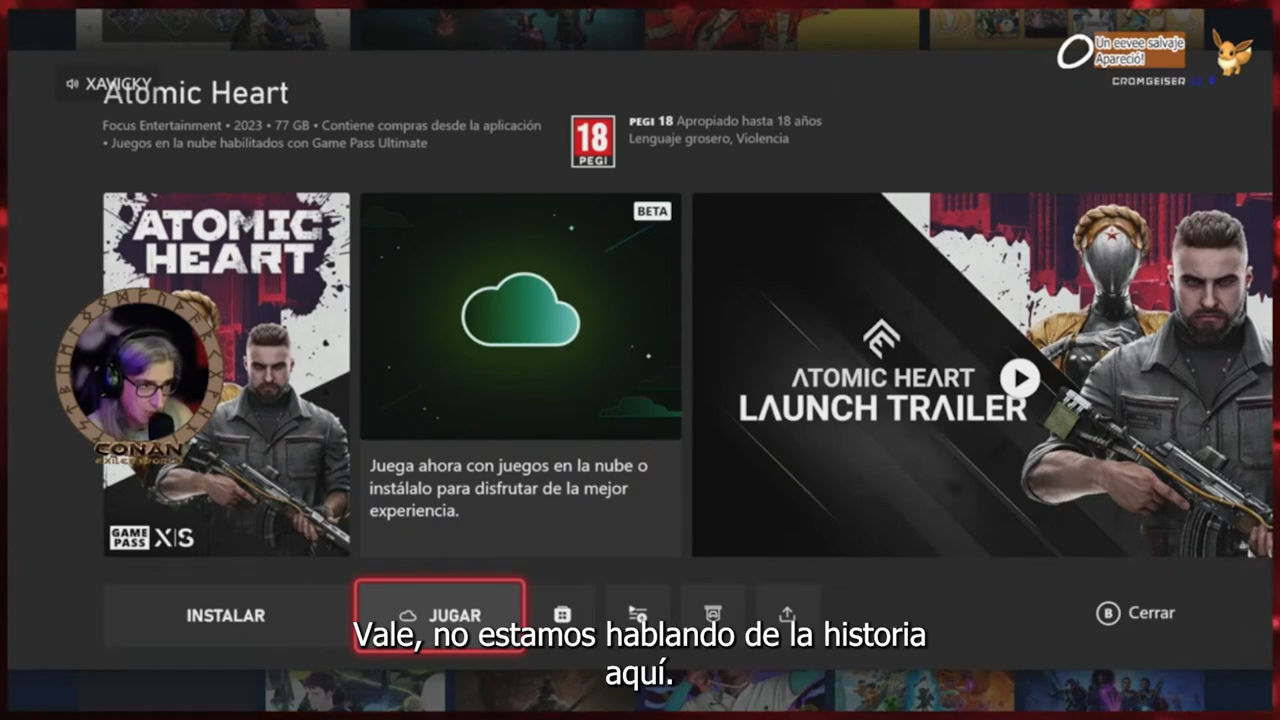 Un eevee salvaje
Apareció!
CROMGEISER
XAVICKY
Atomic Heart
Focus Entertainment • 2023 • 77 GB • Contiene compras desde la aplicación
• Juegos en la nube habilitados con Game Pass Ultimate
18
PEGI
PEGI 18 Apropiado hasta 18 años
Lenguaje grosero, Violencia
ATOMIC
HEART
BETA
ATOMIC HEART
LAUNCH TRAILER
CONAN
Juega ahora con juegos en la nube o
instálalo para disfrutar de la mejor
experiencia.
GAME
PASS X|S
INSTALAR
JUGAR
B Cerrar
Vale, no estamos hablando de la historia
aquí.